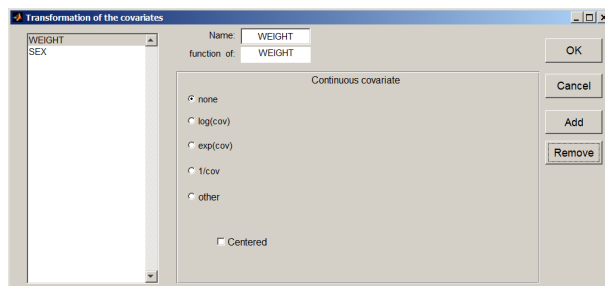 Transformation of the covariates
WEIGHT
SEX
Name: WEIGHT
function of: WEIGHT
Continuous covariate
none
log(cov)
exp(cov)
1/cov
other
Centered
OK
Cancel
Add
Remove